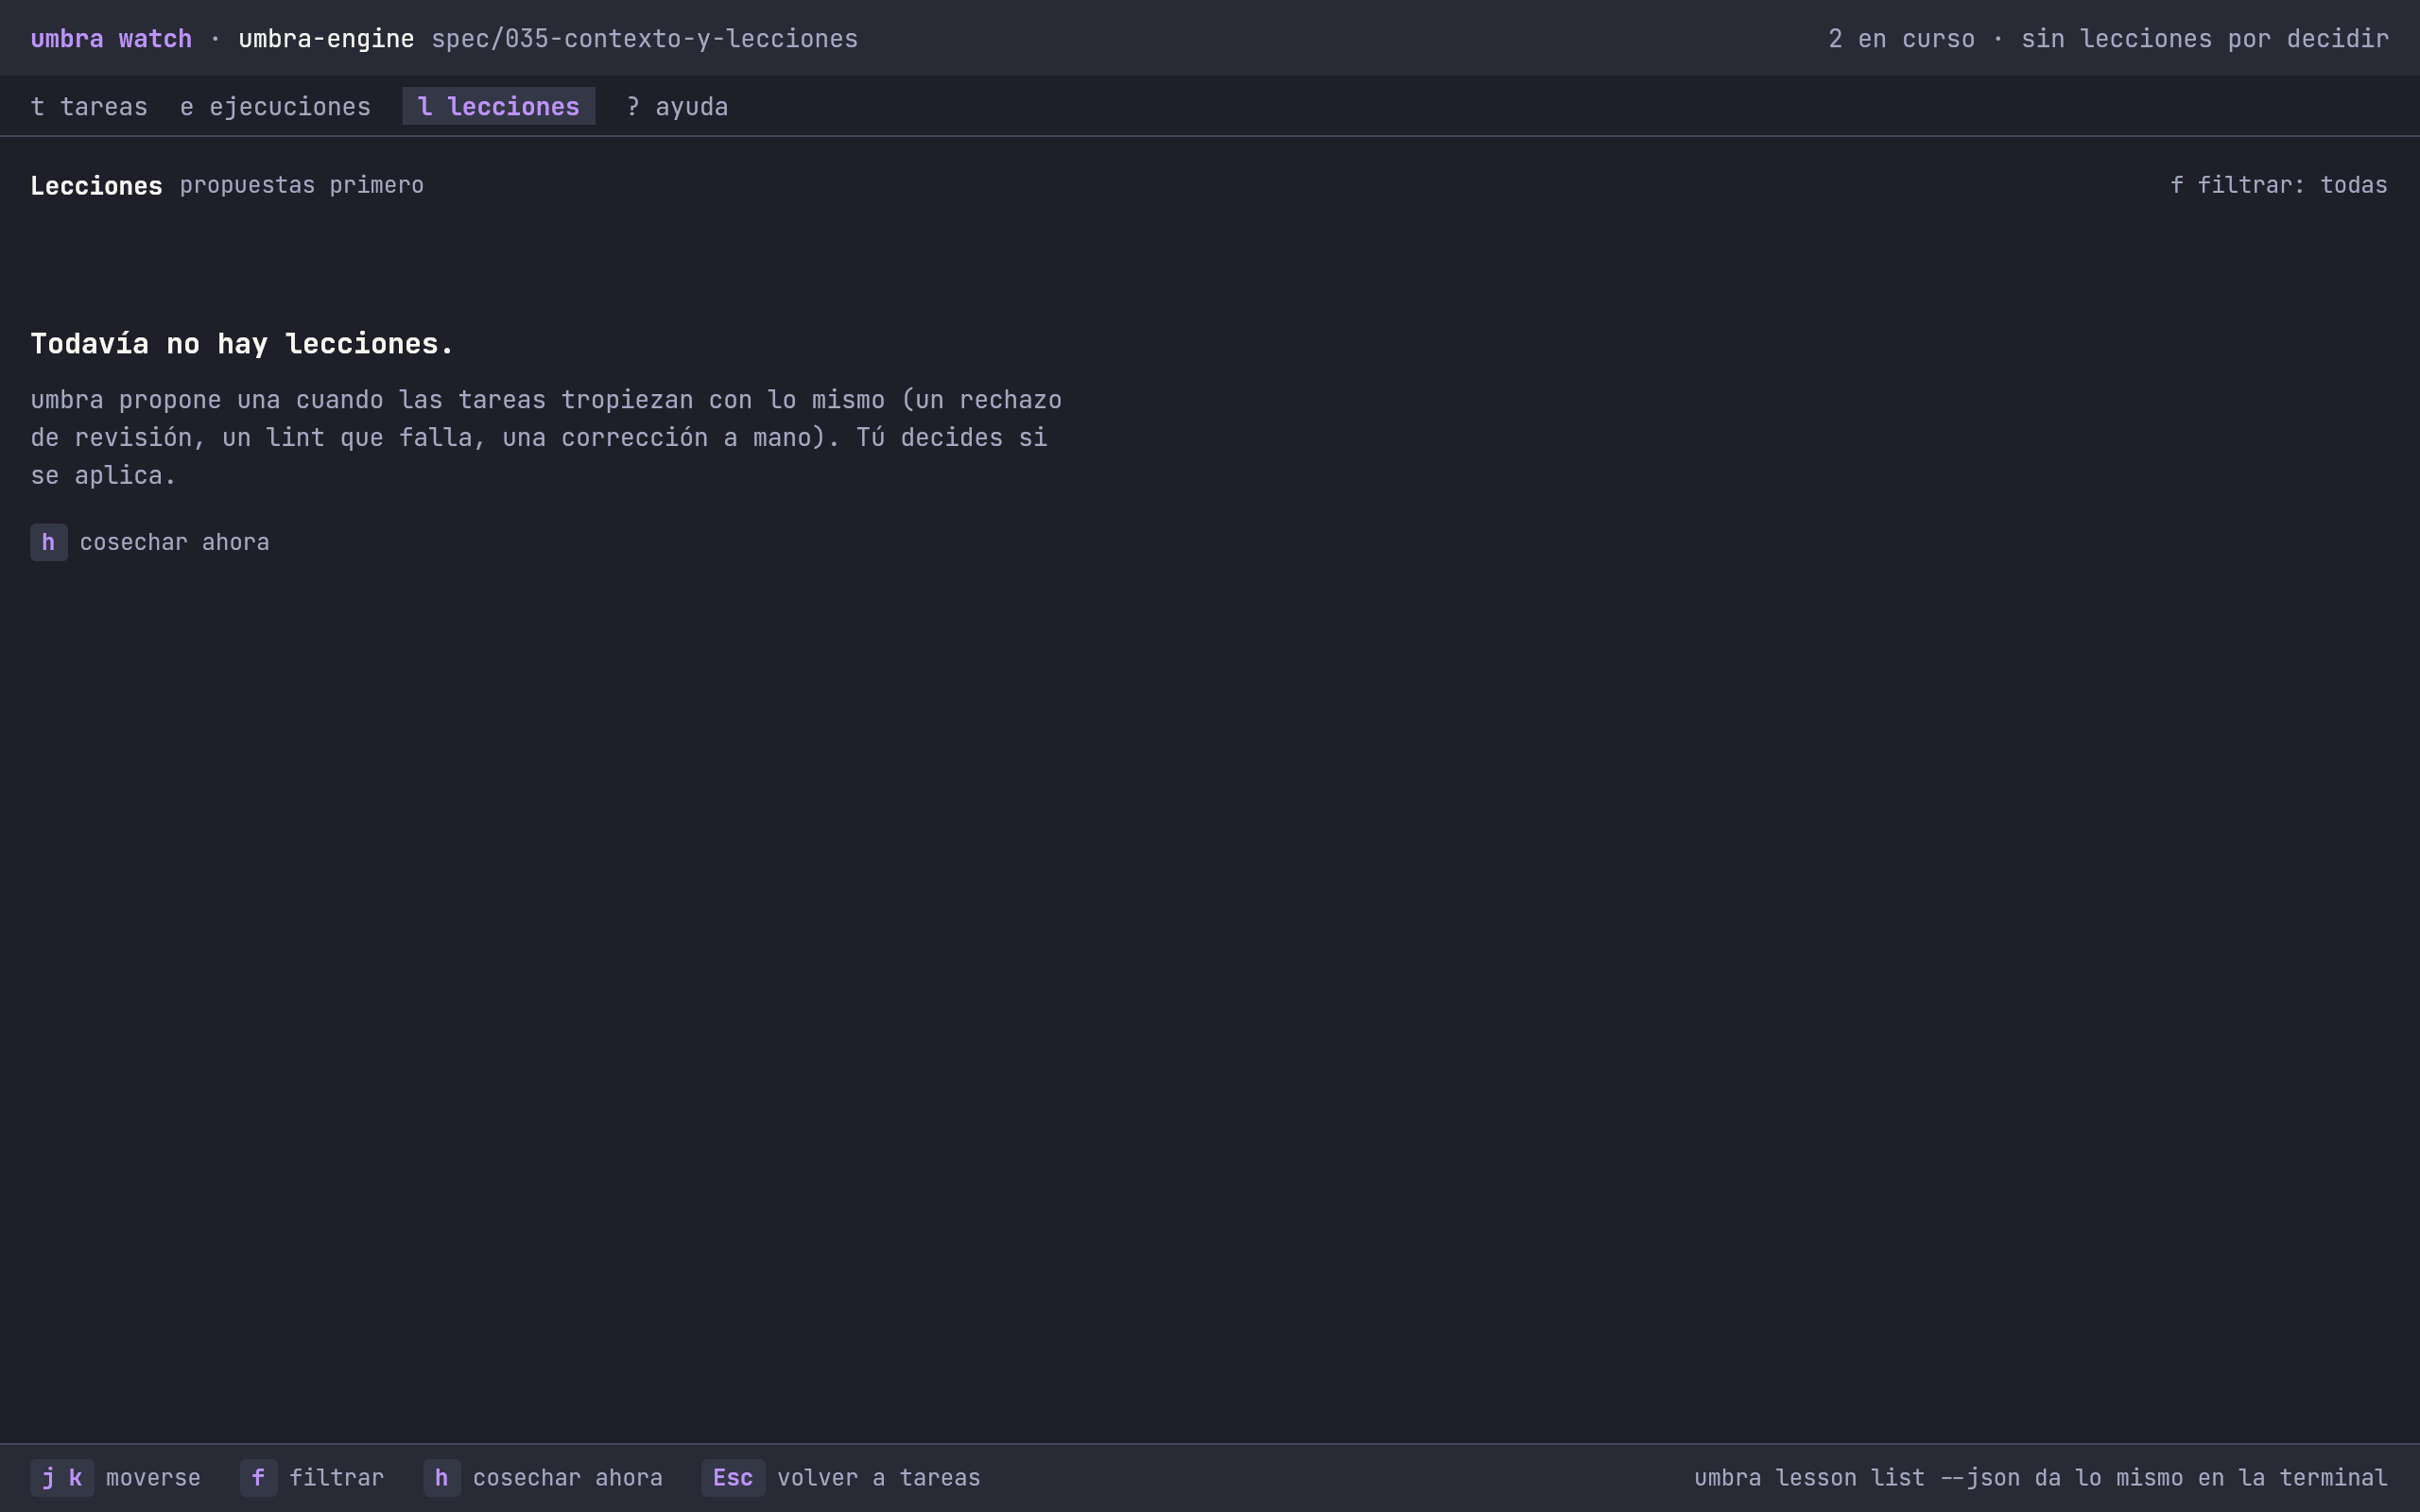 umbra watch · umbra-engine spec/035-contexto-y-lecciones
2 en curso · sin lecciones por decidir
t tareas e ejecuciones l lecciones ? ayuda
Lecciones propuestas primero
f filtrar: todas
Todavía no hay lecciones.
umbra propone una cuando las tareas tropiezan con lo mismo (un rechazo
de revisión, un lint que falla, una corrección a mano). Tú decides si
se aplica.
h cosechar ahora
j k moverse f filtrar h cosechar ahora Esc volver a tareas
umbra lesson list --json da lo mismo en la terminal